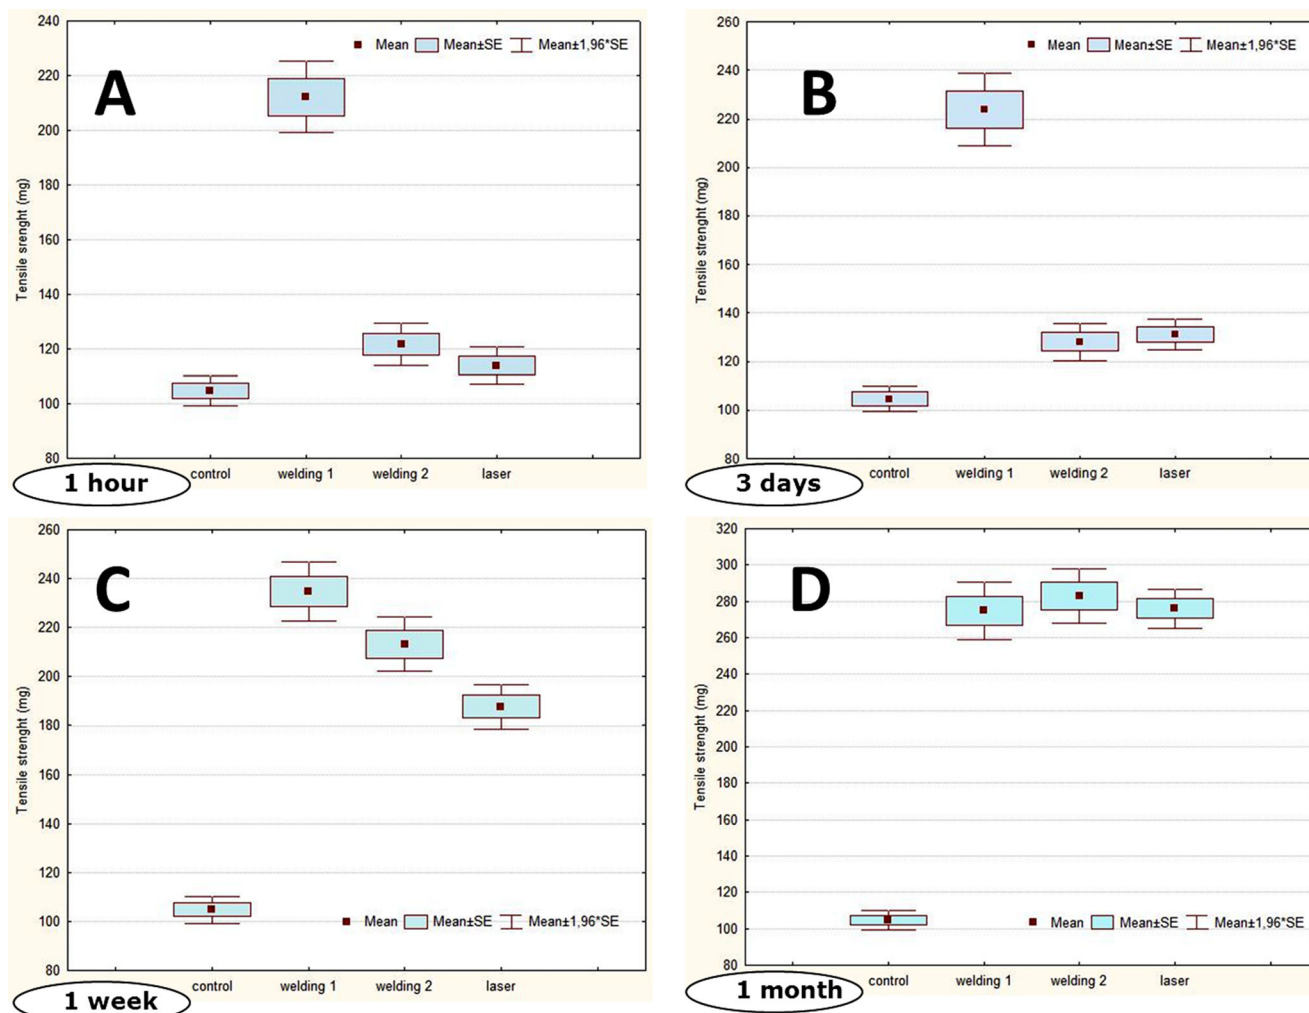 240
220
200
180
160
140
120
100
80
Tensile srenght (mg)
A
Mean Mean±SE Mean±1,96*SE
control welding 1 welding 2 laser
1 hour
260
240
220
200
180
160
140
120
100
80
Tensile strenght (mg)
B
Mean Mean±SE Mean±1,96*SE
control welding 1 welding 2 laser
3 days
260
240
220
200
180
160
140
120
100
80
Tensile strenght (mg)
C
Mean Mean±SE Mean±1,96*SE
control welding 1 welding 2 laser
1 week
320
300
280
260
240
220
200
180
160
140
120
100
80
Tensile strenght (mg)
D
Mean Mean±SE Mean±1,96*SE
control welding 1 welding 2 laser
1 month